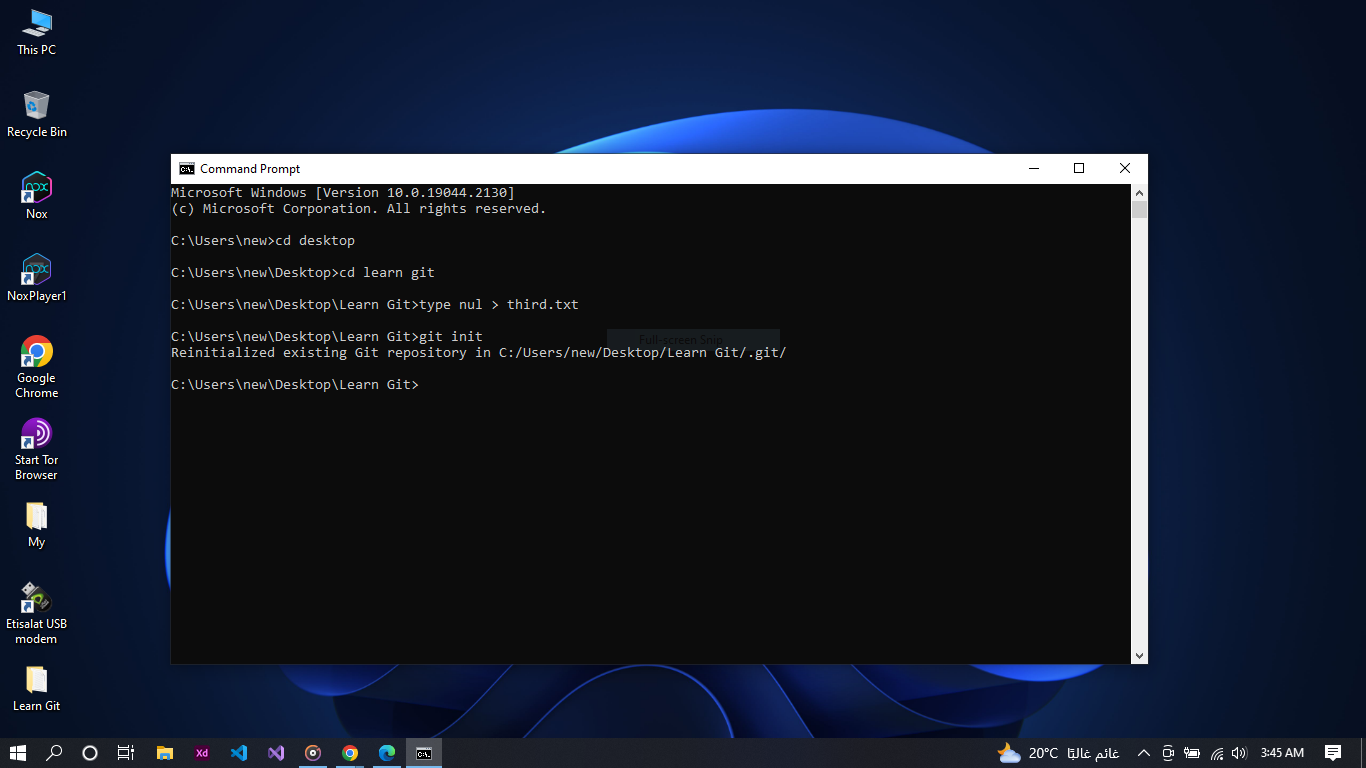 This PC
Recycle Bin
Nox
NoxPlayer1
Google
Chrome
Start Tor
Browser
My
Etisalat USB
modem
Learn Git
Command Prompt
Microsoft Windows [Version 10.0.19044.2130]
(c) Microsoft Corporation. All rights reserved.
C:\Users\new>cd desktop
C:\Users\new\Desktop>cd learn git
C:\Users\new\Desktop\Learn Git>type nul > third.txt
C:\Users\new\Desktop\Learn Git>git init
Full-screen Snip
Reinitialized existing Git repository in C:/Users/new/Desktop/Learn Git/.git/
C:\Users\new\Desktop\Learn Git>
Xd
20°C غائم غالبًا
3:45 AM